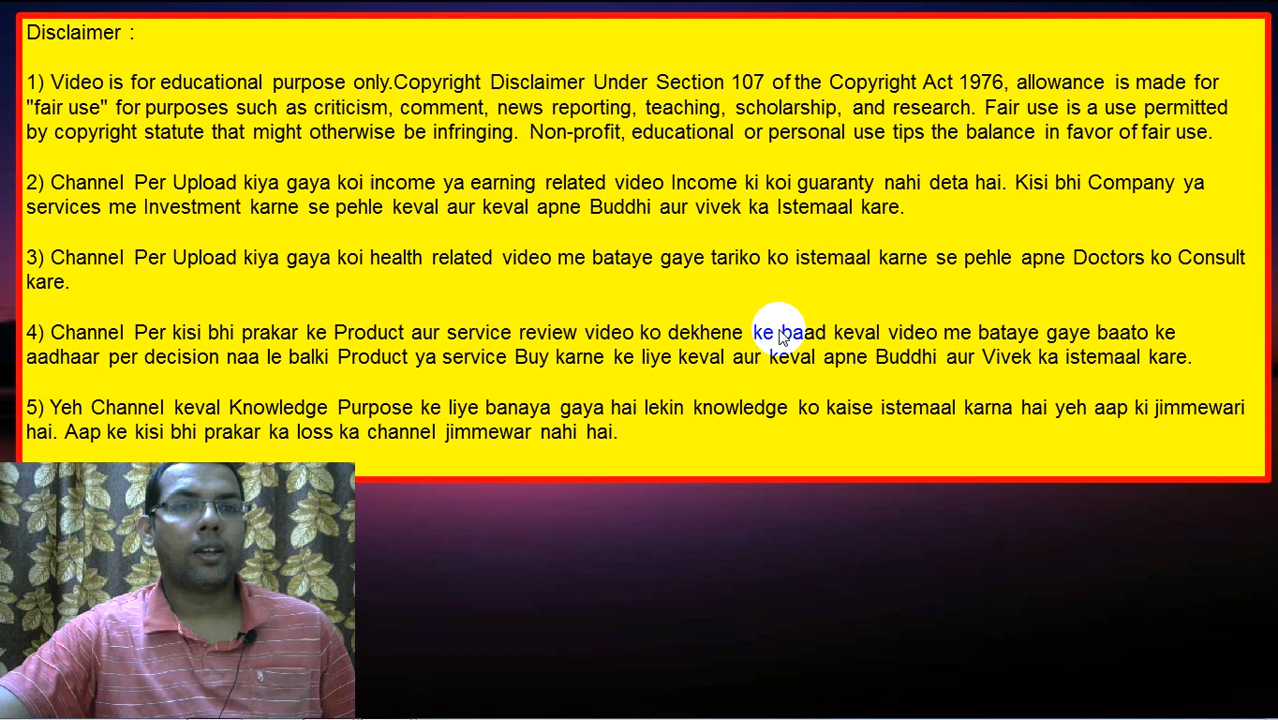 Disclaimer :
1) Video is for educational purpose only.Copyright Disclaimer Under Section 107 of the Copyright Act 1976, allowance is made for
"fair use" for purposes such as criticism, comment, news reporting, teaching, scholarship, and research. Fair use is a use permitted
by copyright statute that might otherwise be infringing. Non-profit, educational or personal use tips the balance in favor of fair use.
2) Channel Per Upload kiya gaya koi income ya earning related video Income ki koi guaranty nahi deta hai. Kisi bhi Company ya
services me Investment karne se pehle keval aur keval apne Buddhi aur vivek ka Istemaal kare.
3) Channel Per Upload kiya gaya koi health related video me bataye gaye tariko ko istemaal karne se pehle apne Doctors ko Consult
kare.
4) Channel Per kisi bhi prakar ke Product aur service review video ko dekhene ke baad keval video me bataye gaye baato ke
aadhaar per decision naa le balki Product ya service Buy karne ke liye keval aur keval apne Buddhi aur Vivek ka istemaal kare.
5) Yeh Channel keval Knowledge Purpose ke liye banaya gaya hai lekin knowledge ko kaise istemaal karna hai yeh aap ki jimmewari
hai. Aap ke kisi bhi prakar ka loss ka channel jimmewar nahi hai.